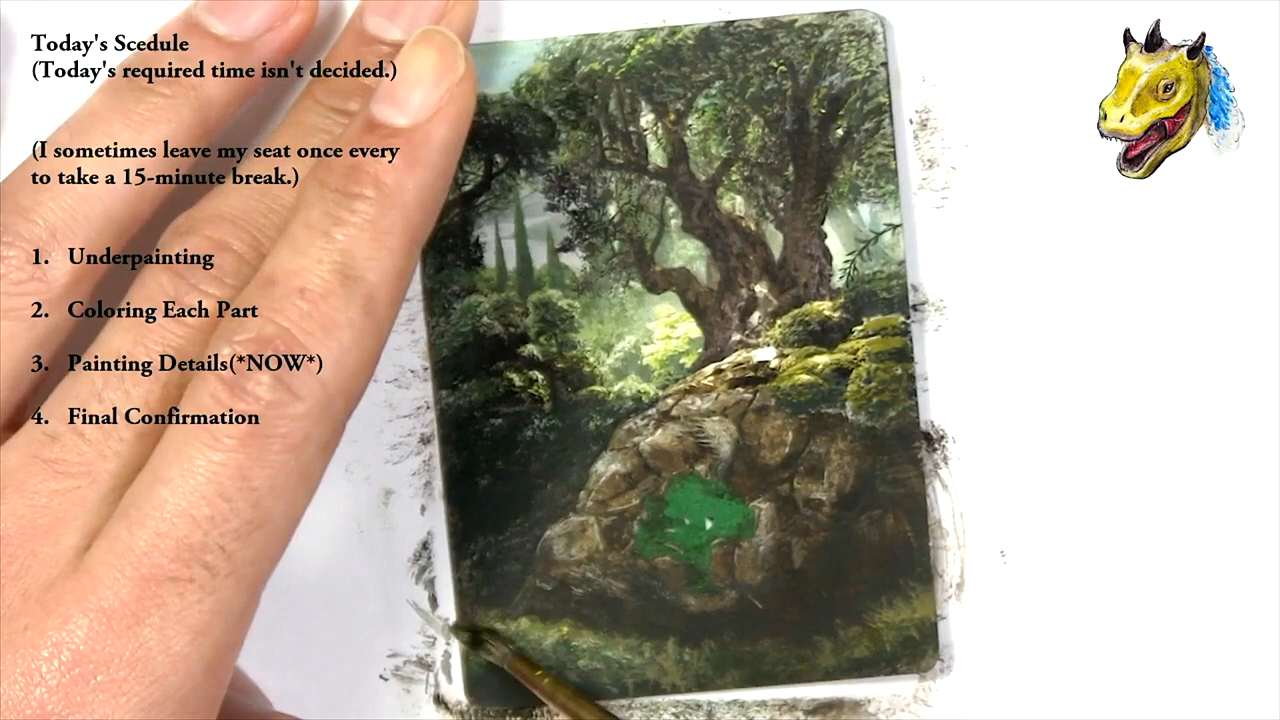 Today's Scedule
(Today's required time isn't decided.)
(I sometimes leave my seat once every
to take a 15-minute break.)
1. Underpainting
2. Coloring Each Part
3. Painting Details(*NOW*)
4. Final Confirmation